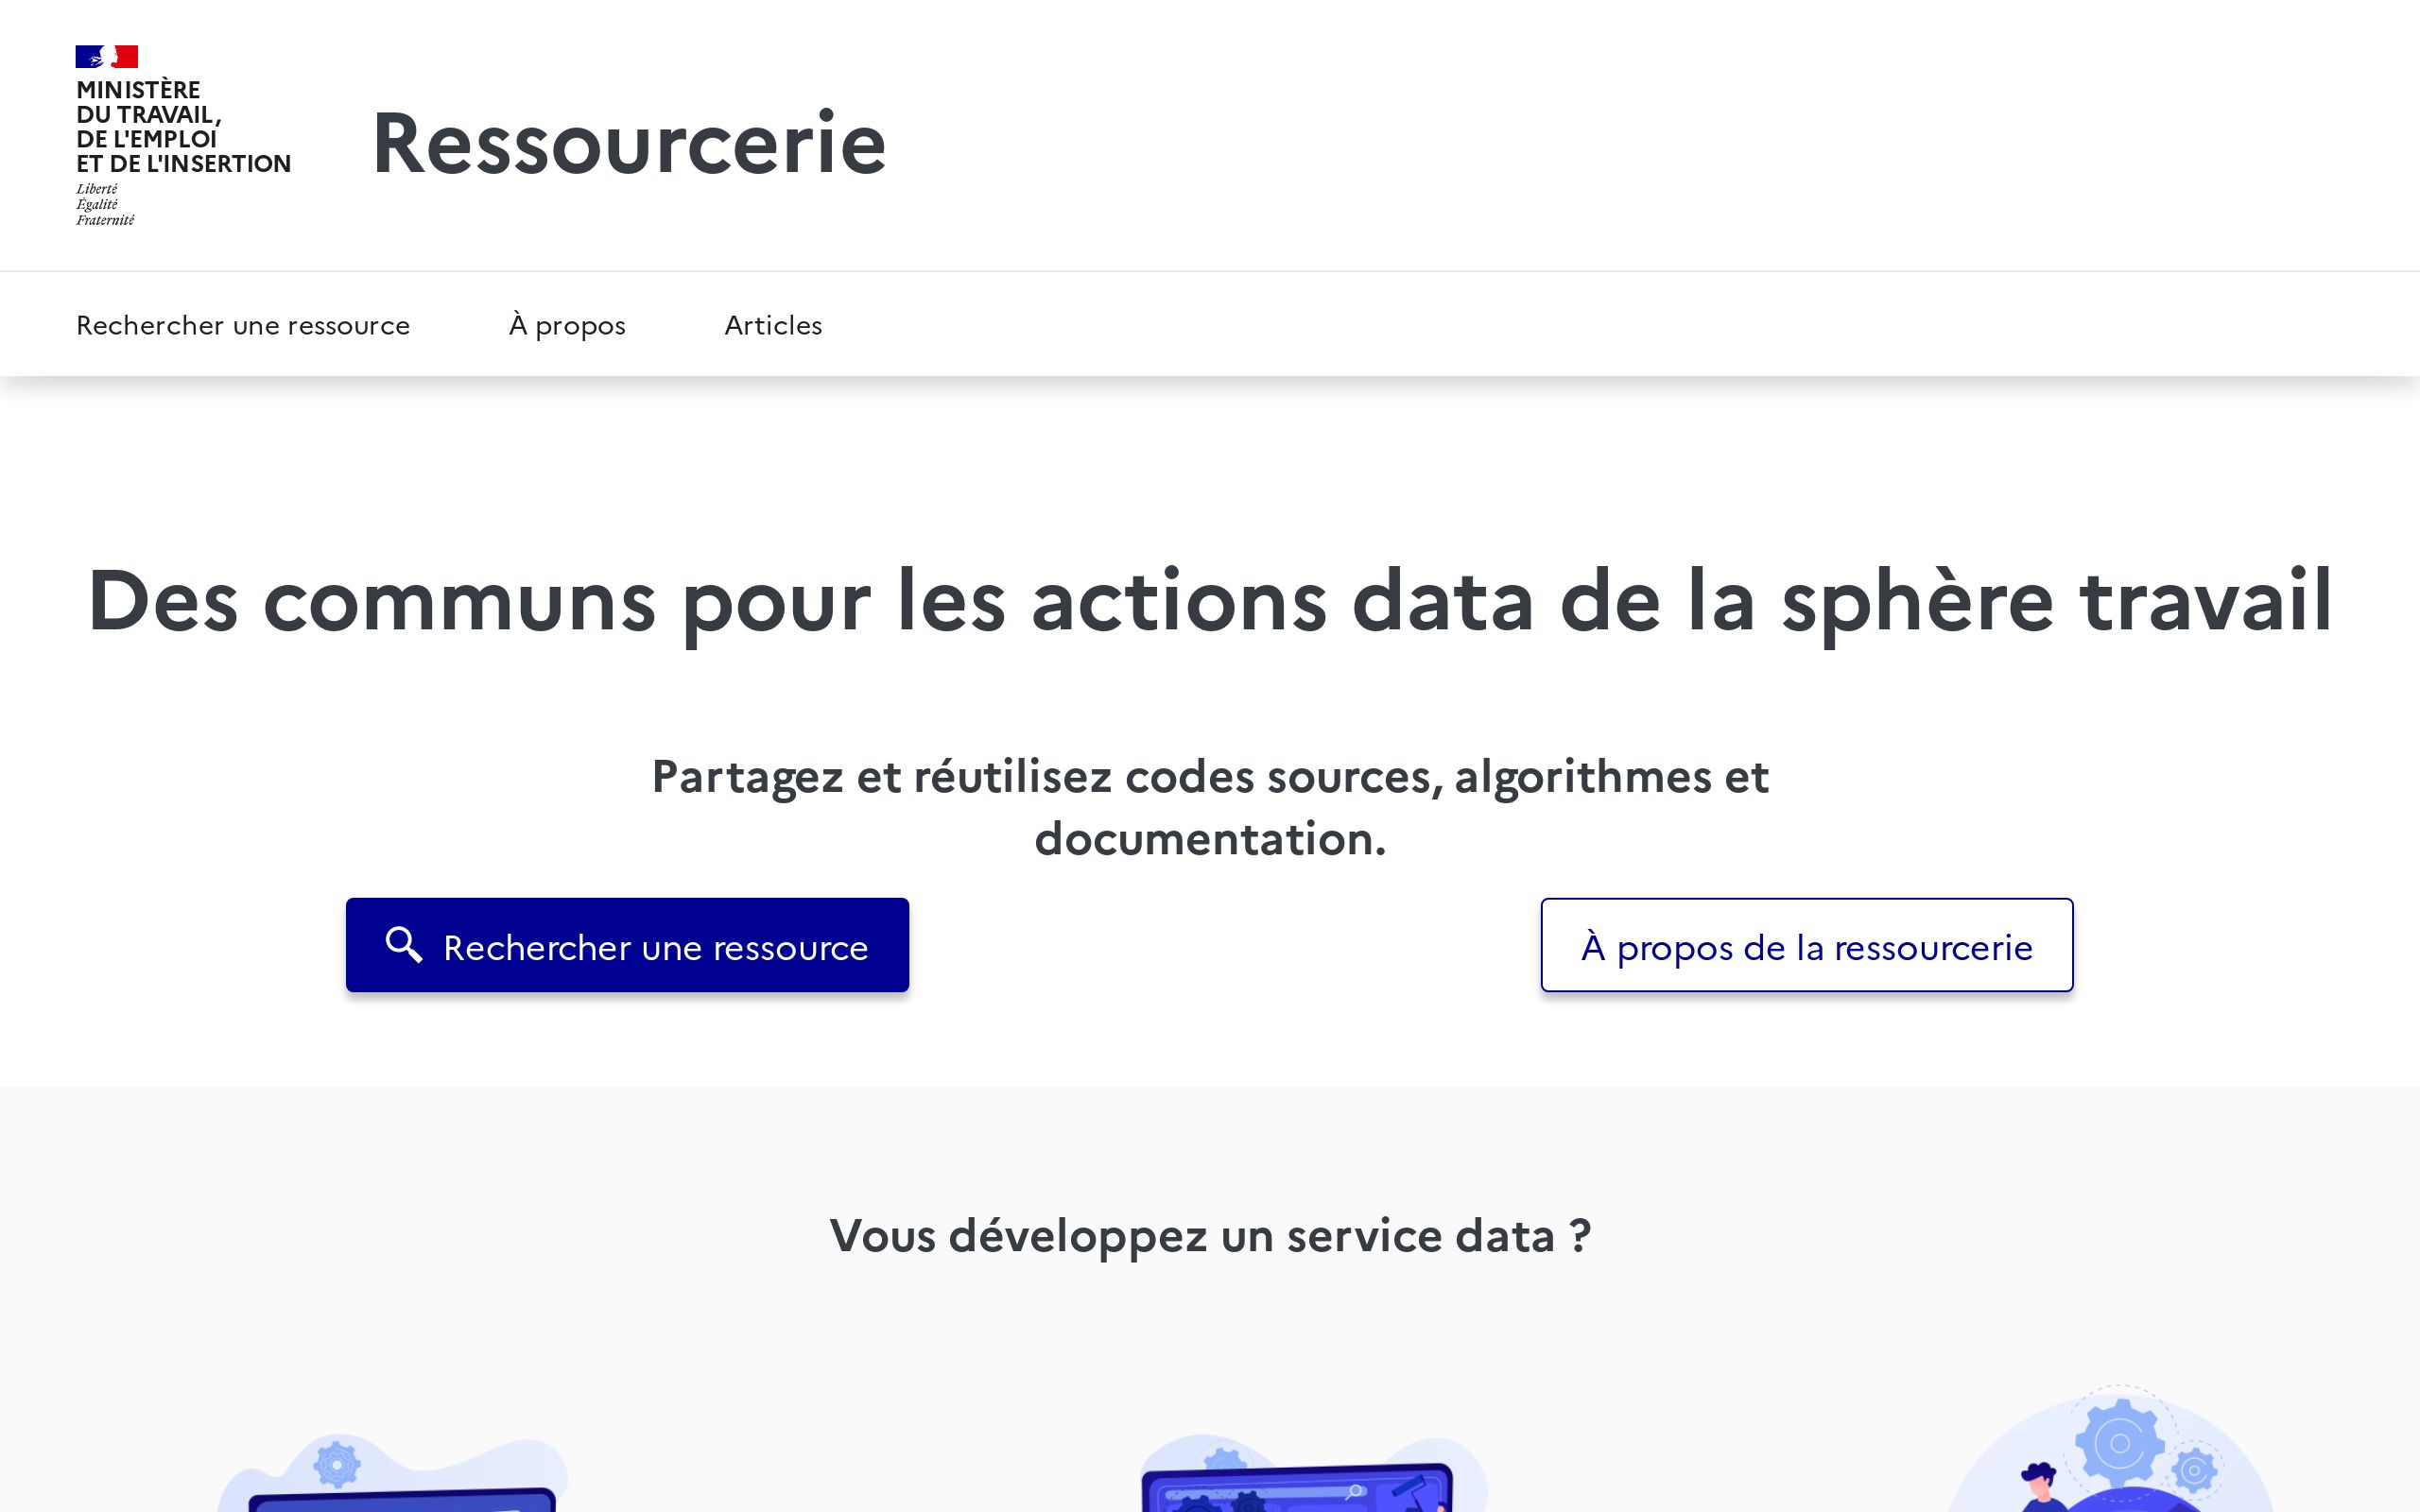 MINISTÈRE
DU TRAVAIL,
DE L'EMPLOI
ET DE L'INSERTION
Liberté
Égalité
Fraternité
Ressourcerie
Rechercher une ressource
À propos
Articles
Des communs pour les actions data de la sphère travail
Partagez et réutilisez codes sources, algorithmes et
documentation.
Rechercher une ressource
À propos de la ressourcerie
Vous développez un service data ?